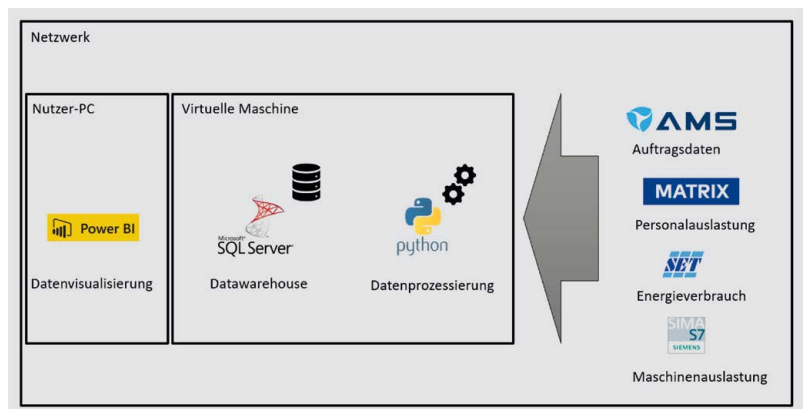 Netzwerk
Nutzer-PC
Virtuelle Maschine
Power BI
Datenvisualisierung
Microsoft
SQL Server
Datawarehouse
python
Datenprozessierung
AMS
Auftragsdaten
MATRIX
Personalauslastung
SET
Energieverbrauch
SIMA
S7
SIEMENS
Maschinenauslastung